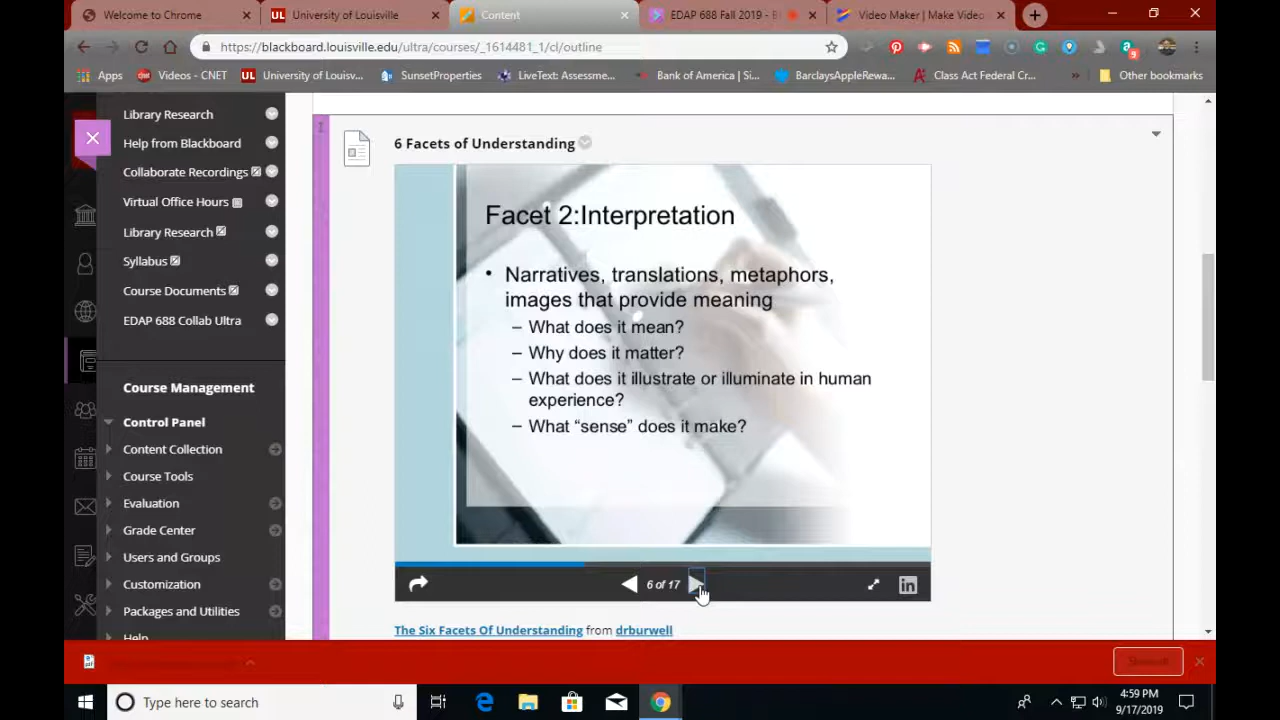 Welcome to Chrome
UL University of Louisville
Content
EDAP 688 Fall 2019 - B
Video Maker | Make Video
https://blackboard.louisville.edu/ultra/courses/_1614481_1/cl/outline
Apps
Videos - CNET
UL University of Louisv...
SunsetProperties
LiveText: Assessme...
Bank of America | Si...
BarclaysAppleRewa...
Class Act Federal Cr...
»
Other bookmarks
Library Research
Help from Blackboard
Collaborate Recordings
Virtual Office Hours
Library Research
Syllabus
Course Documents
EDAP 688 Collab Ultra
Course Management
Control Panel
Content Collection
Course Tools
Evaluation
Grade Center
Users and Groups
Customization
Packages and Utilities
Help
6 Facets of Understanding
Facet 2:Interpretation
• Narratives, translations, metaphors,
images that provide meaning
– What does it mean?
– Why does it matter?
– What does it illustrate or illuminate in human
experience?
– What “sense” does it make?
6 of 17
in
The Six Facets Of Understanding from drburwell
Type here to search
4:59 PM
9/17/2019